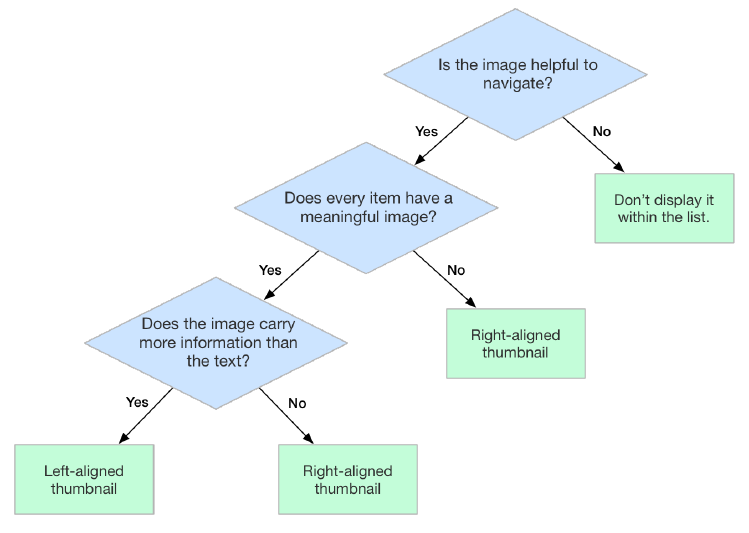 Is the image helpful to
navigate?
Yes
No
Does every item have a
meaningful image?
Don’t display it
within the list.
Yes
No
Does the image carry
more information than
the text?
Right-aligned
thumbnail
Yes
No
Left-aligned
thumbnail
Right-aligned
thumbnail